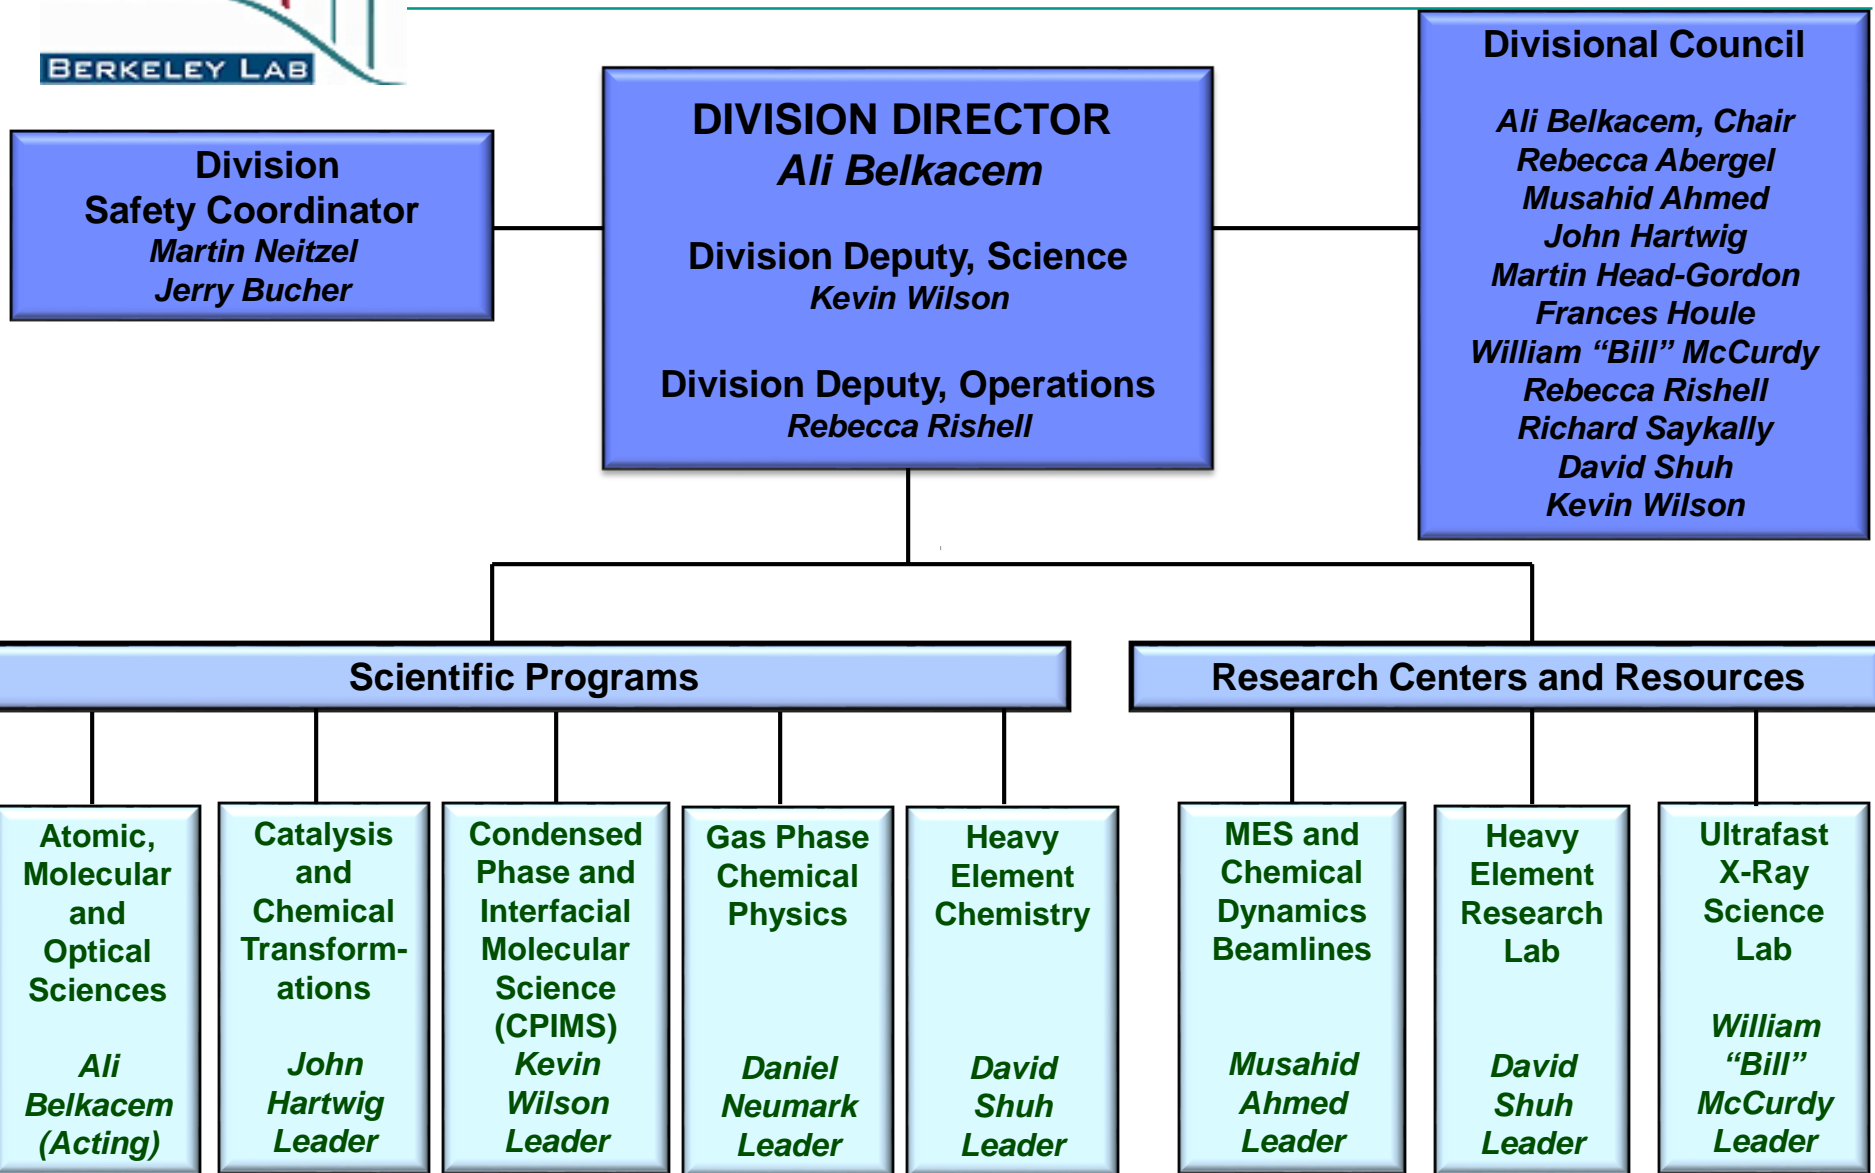 BERKELEY LAB
Divisional Council
Ali Belkacem, Chair
Rebecca Abergel
Musahid Ahmed
John Hartwig
Martin Head-Gordon
Frances Houle
William “Bill” McCurdy
Rebecca Rishell
Richard Saykally
David Shuh
Kevin Wilson
DIVISION DIRECTOR
Ali Belkacem
Division Deputy, Science
Kevin Wilson
Division Deputy, Operations
Rebecca Rishell
Division
Safety Coordinator
Martin Neitzel
Jerry Bucher
Scientific Programs
Research Centers and Resources
Atomic,
Molecular
and
Optical
Sciences
Ali
Belkacem
(Acting)
Catalysis
and
Chemical
Transform-
ations
John
Hartwig
Leader
Condensed
Phase and
Interfacial
Molecular
Science
(CPIMS)
Kevin
Wilson
Leader
Gas Phase
Chemical
Physics
Daniel
Neumark
Leader
Heavy
Element
Chemistry
David
Shuh
Leader
MES and
Chemical
Dynamics
Beamlines
Musahid
Ahmed
Leader
Heavy
Element
Research
Lab
David
Shuh
Leader
Ultrafast
X-Ray
Science
Lab
William
“Bill”
McCurdy
Leader